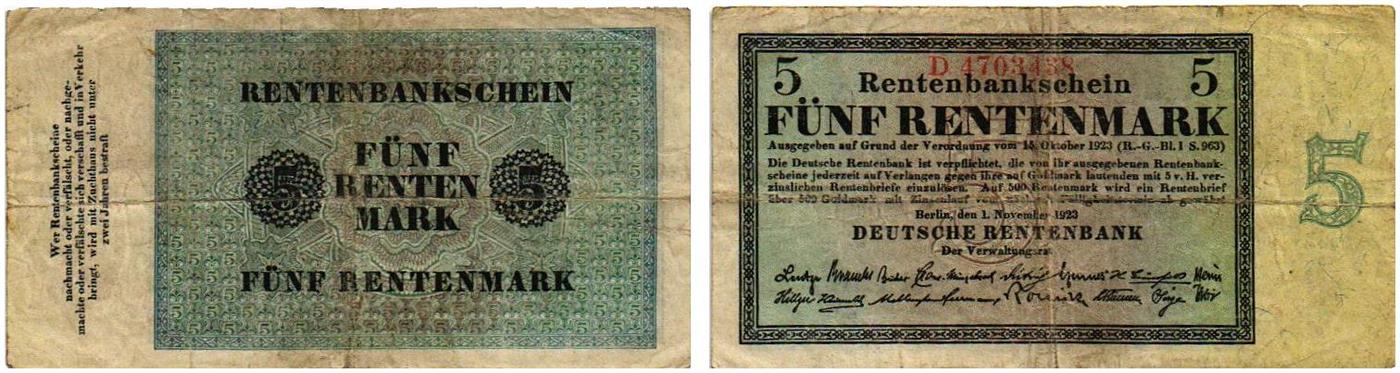 Wer Rentenbankscheine
nachmacht oder verfälscht, oder nachge-
machte oder verfälschte sich verschafft und in Verkehr
bringt, wird mit Zuchthaus nicht unter
zwei Jahren bestraft
RENTENBANKSCHEIN
5 FÜNF 5
RENTEN
MARK
FÜNF RENTENMARK
D 4703458
5 Rentenbankschein 5
FÜNF RENTENMARK
Ausgegeben auf Grund der Verordnung vom 15. Oktober 1923 (R.-G.-Bl. I S. 963)
Die Deutsche Rentenbank ist verpflichtet, die von ihr ausgegebenen Rentenbank-
scheine jederzeit auf Verlangen gegen ihre auf Goldmark lautenden mit 5 v. H. ver-
zinslichen Rentenbriefe einzulösen. Auf 500 Rentenmark wird ein Rentenbrief
über 500 Goldmark mit Zinsenlauf vom
Berlin, den 1. November 1923
DEUTSCHE RENTENBANK
Der Verwaltungsrat
5